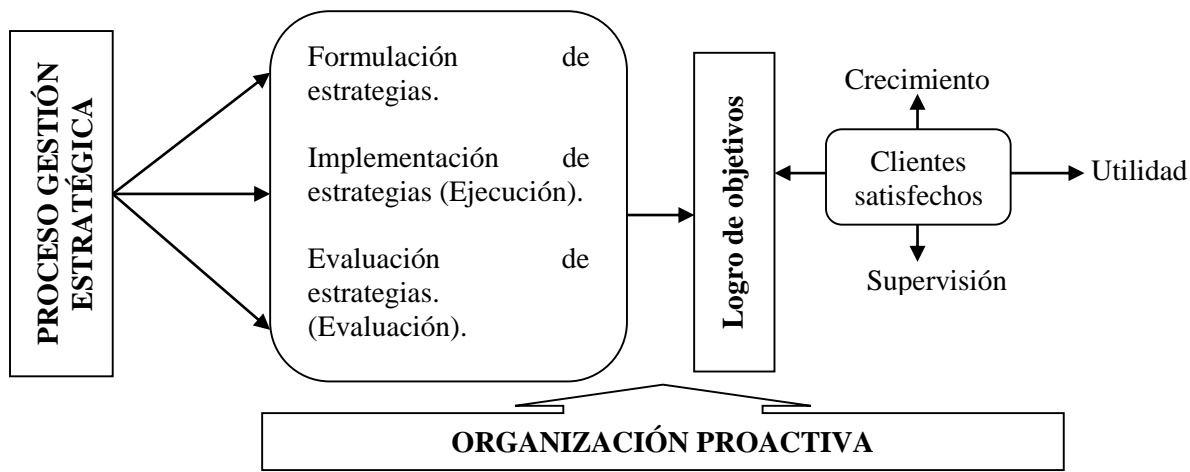 PROCESO GESTIÓN
ESTRATÉGICA
Formulación de
estrategias.
Implementación de
estrategias (Ejecución).
Evaluación de
estrategias.
(Evaluación).
Logro de objetivos
Crecimiento
Clientes
satisfechos
Utilidad
Supervisión
ORGANIZACIÓN PROACTIVA